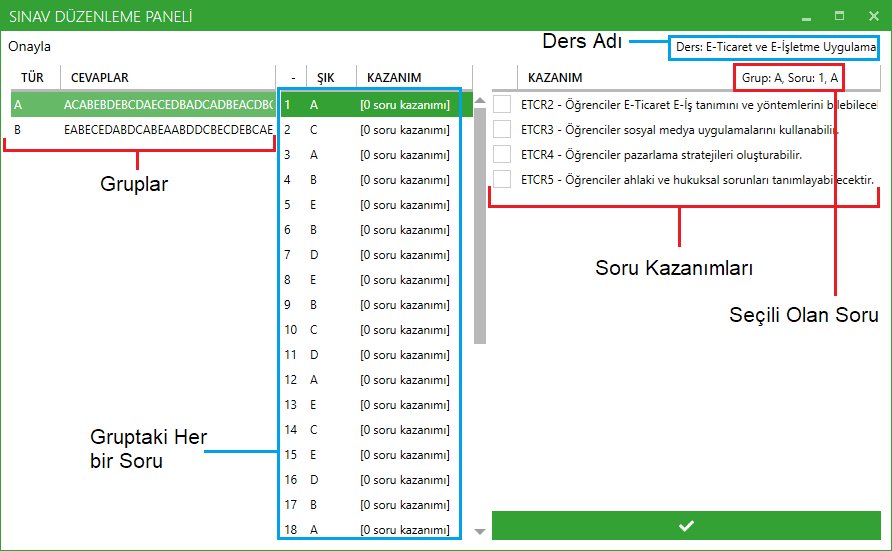 SINAV DÜZENLEME PANELİ
Onayla
Ders Adı
Ders: E-Ticaret ve E-İşletme Uygulama
TÜR CEVAPLAR - ŞIK KAZANIM KAZANIM Grup: A, Soru: 1, A
A ACABEBDEBCDAECEDBADCADBEACDBC
B EABECEDABDCABEAABDDCBECDEBCAE
Gruplar
1 A [0 soru kazanımı]
2 C [0 soru kazanımı]
3 A [0 soru kazanımı]
4 B [0 soru kazanımı]
5 E [0 soru kazanımı]
6 B [0 soru kazanımı]
7 D [0 soru kazanımı]
8 E [0 soru kazanımı]
9 B [0 soru kazanımı]
10 C [0 soru kazanımı]
11 D [0 soru kazanımı]
12 A [0 soru kazanımı]
13 E [0 soru kazanımı]
14 C [0 soru kazanımı]
15 E [0 soru kazanımı]
16 D [0 soru kazanımı]
17 B [0 soru kazanımı]
18 A [0 soru kazanımı]
Gruptaki Her
bir Soru
ETCR2 - Öğrenciler E-Ticaret E-İş tanımını ve yöntemlerini bilebilecel
ETCR3 - Öğrenciler sosyal medya uygulamalarını kullanabilir.
ETCR4 - Öğrenciler pazarlama stratejileri oluşturabilir.
ETCR5 - Öğrenciler ahlaki ve hukuksal sorunları tanımlayabilecektir.
Soru Kazanımları
Seçili Olan Soru